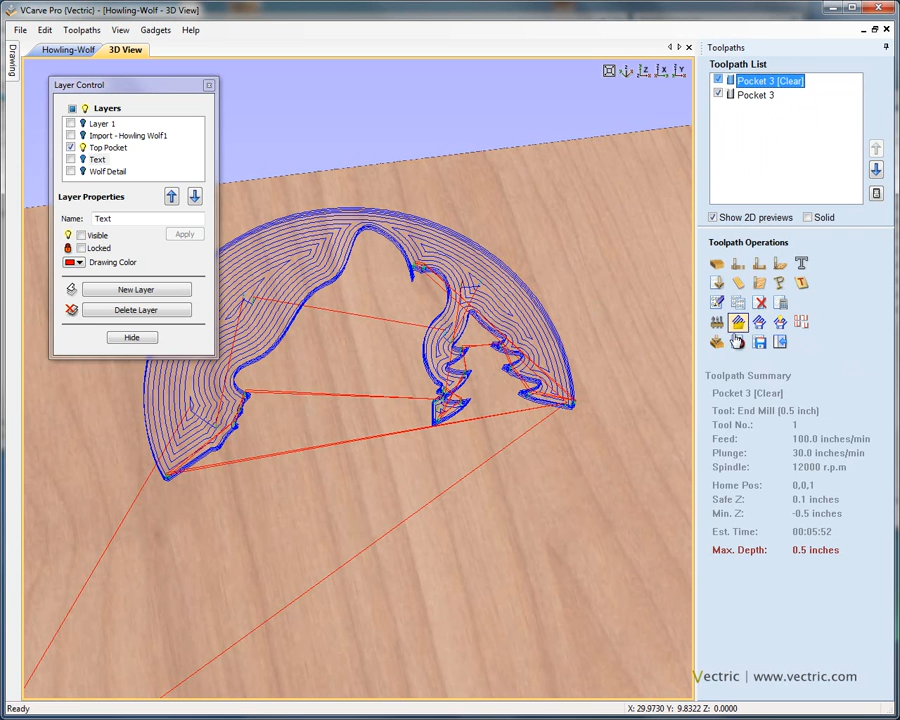 VCarve Pro (Vectric) - [Howling-Wolf - 3D View]
File Edit Toolpaths View Gadgets Help
Drawing
Howling-Wolf 3D View
Z X Y
Layer Control
Layers
Layer 1
Import - Howling Wolf1
Top Pocket
Text
Wolf Detail
Layer Properties
Name: Text
Visible
Apply
Locked
Drawing Color
New Layer
Delete Layer
Hide
Toolpaths
Toolpath List
Pocket 3 [Clear]
Pocket 3
Show 2D previews Solid
Toolpath Operations
Toolpath Summary
Pocket 3 [Clear]
Tool: End Mill (0.5 inch)
Tool No.: 1
Feed: 100.0 inches/min
Plunge: 30.0 inches/min
Spindle: 12000 r.p.m
Home Pos: 0,0,1
Safe Z: 0.1 inches
Min. Z: -0.5 inches
Est. Time: 00:05:52
Max. Depth: 0.5 inches
Vectric | www.vectric.com
Ready
X: 29.9730 Y: 9.8322 Z: 0.0000